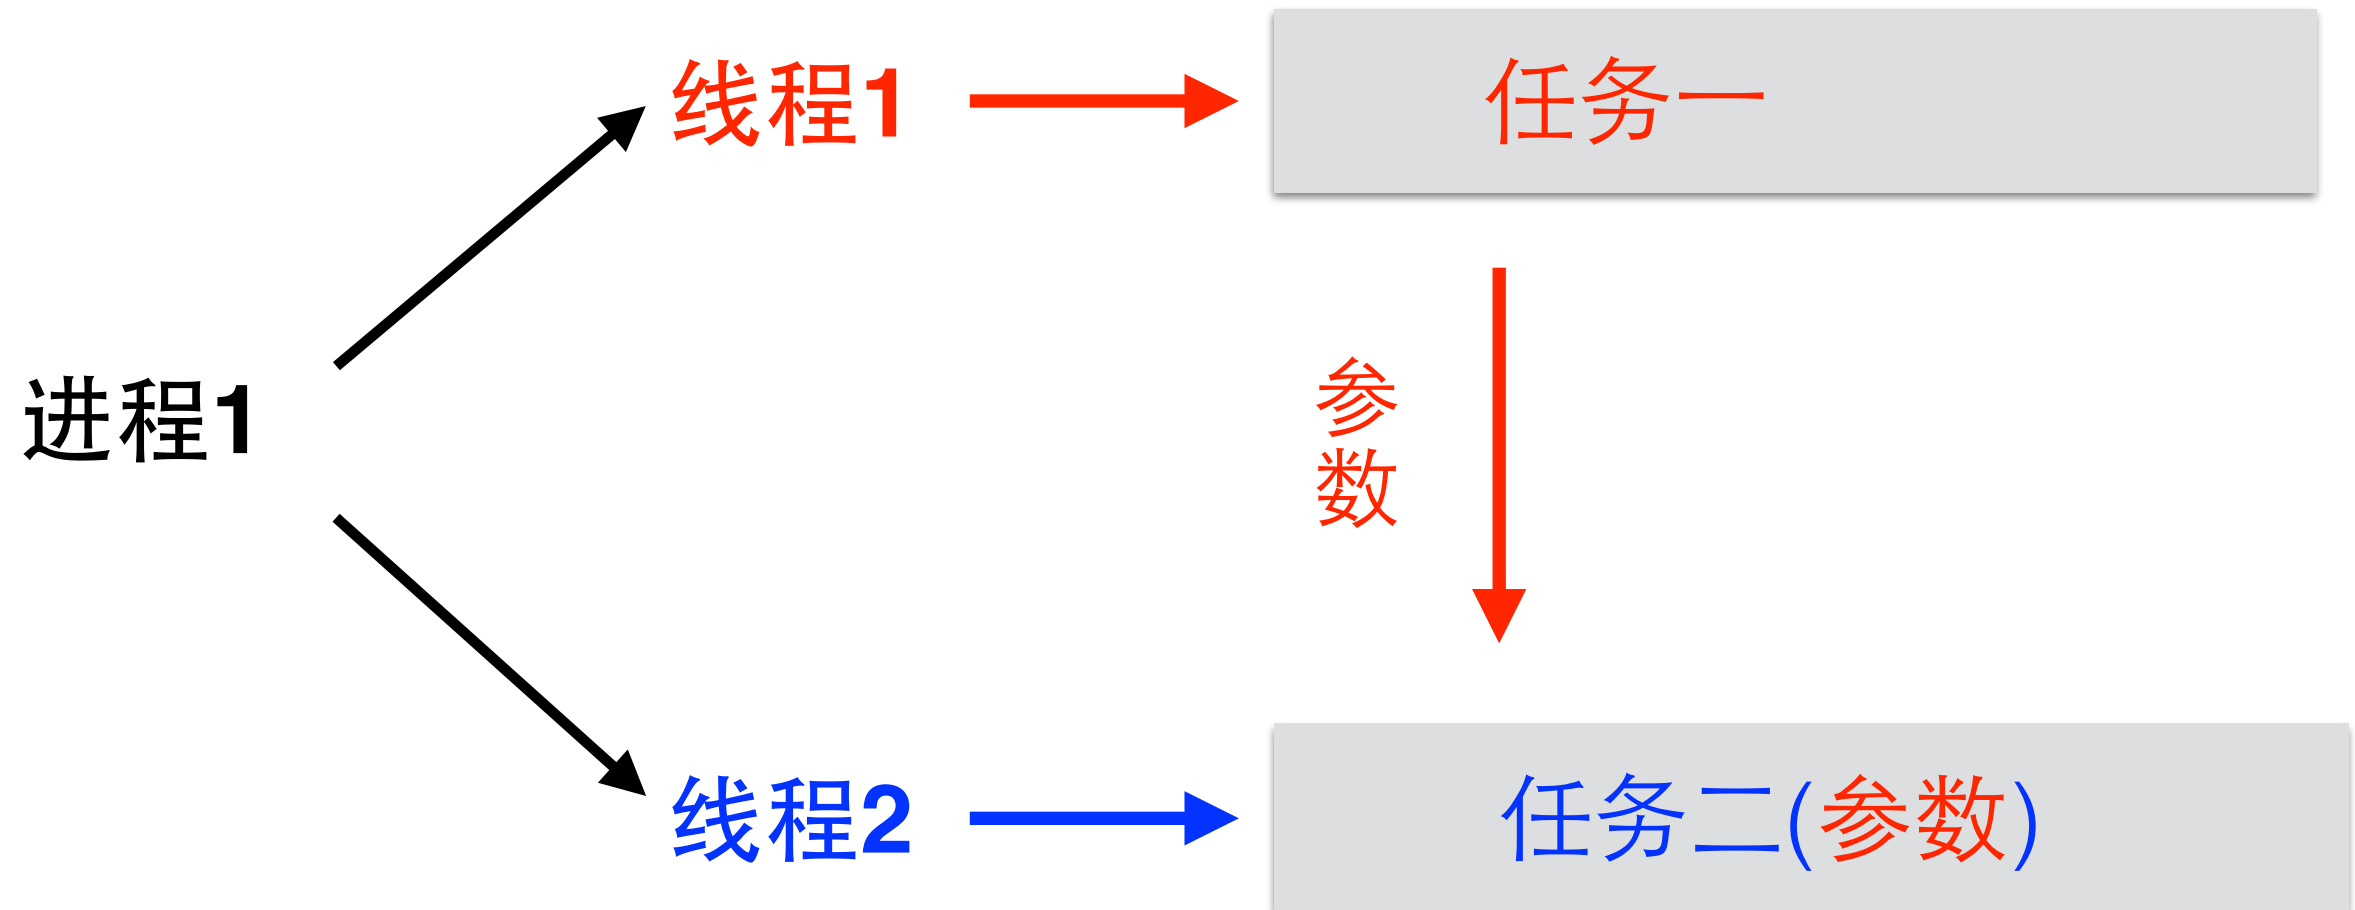 线程1
任务一
进程1
参数
线程2
任务二(参数)